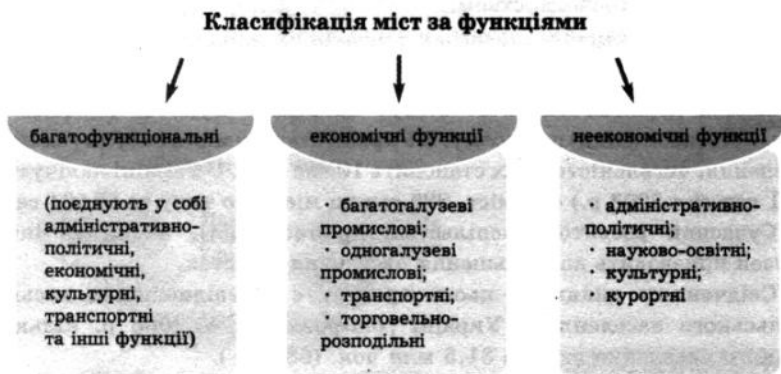 Класифікація міст за функціями
багатофункціональні
економічні функції
неекономічні функції
(поєднують у собі
адміністративно-
політичні,
економічні,
культурні,
транспортні
та інші функції)
· багатогалузеві
промислові;
· одногалузеві
промислові;
· транспортні;
· торговельно-
розподільні
· адміністративно-
політичні;
· науково-освітні;
· культурні;
· курортні